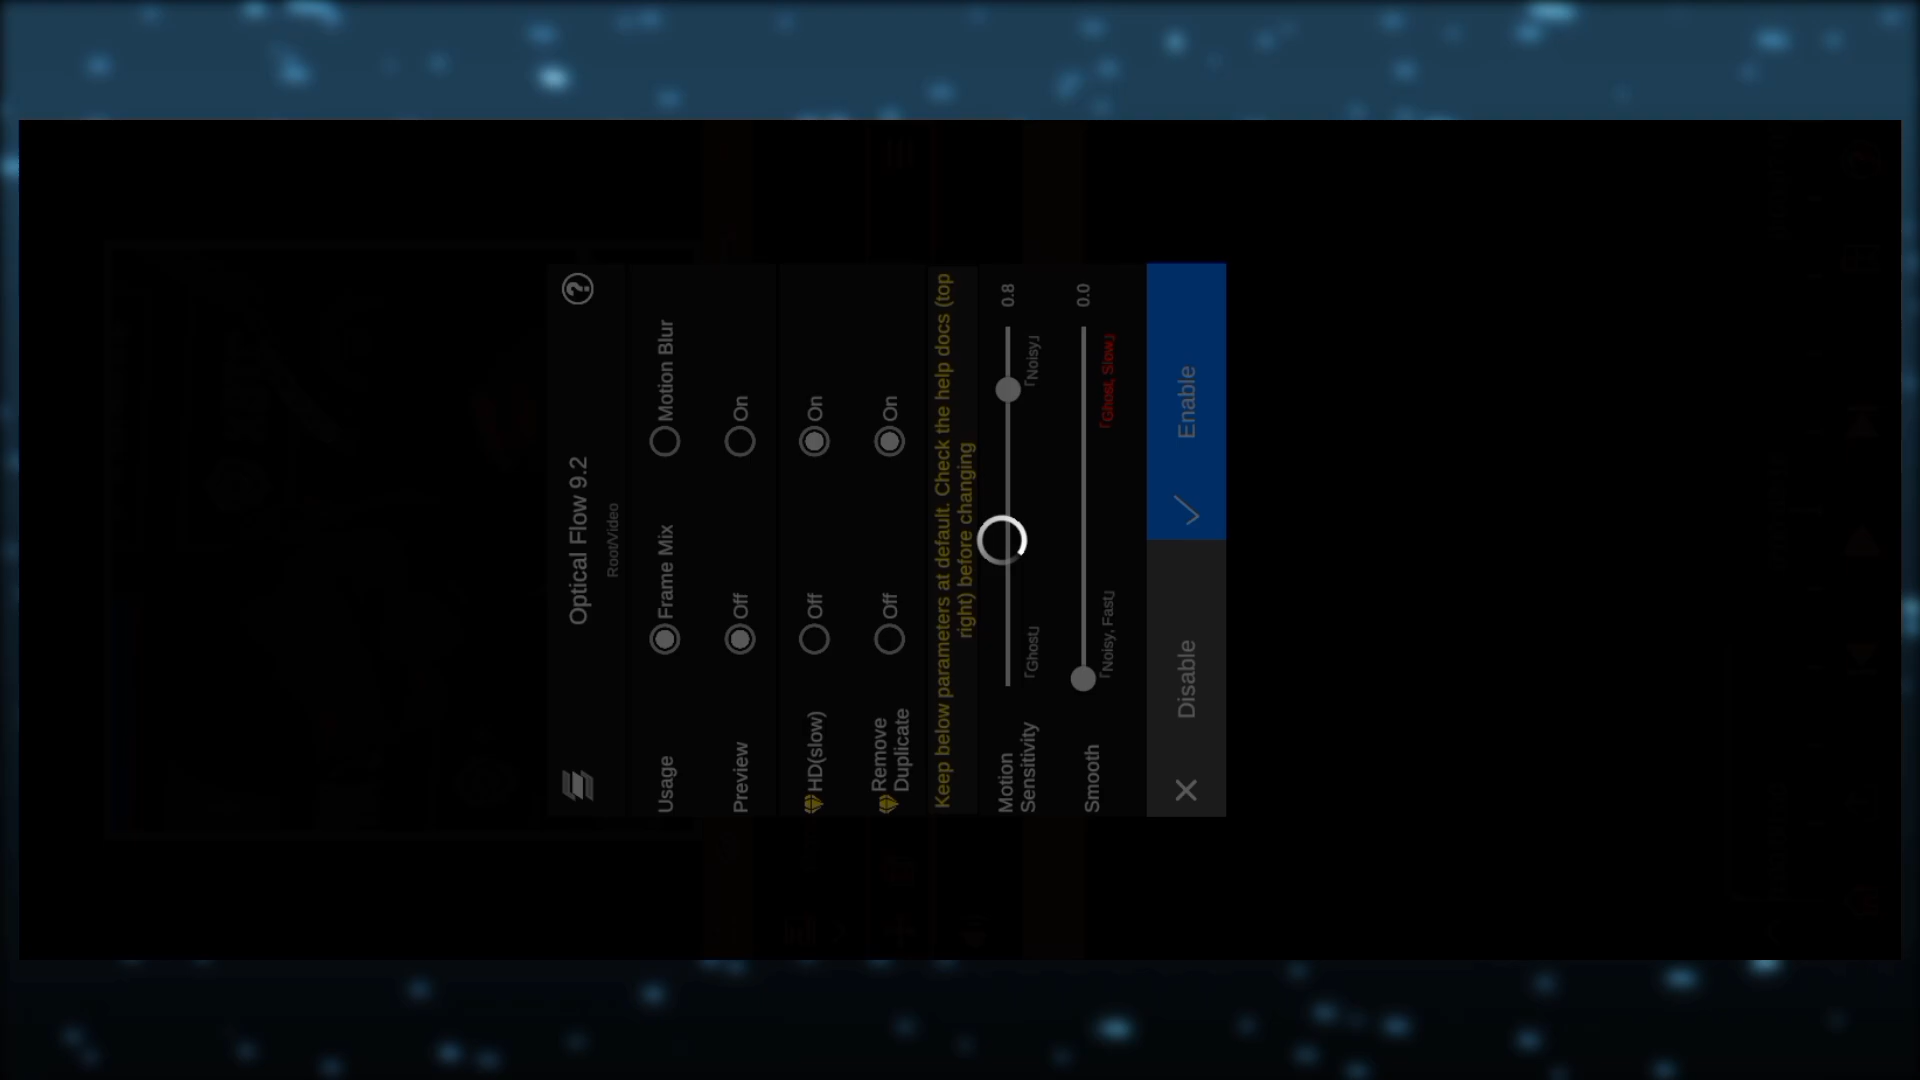 Optical Flow 9.2
Root/Video
Usage Frame Mix Motion Blur
Preview Off On
HD(slow) Off On
Remove Duplicate Off On
Keep below parameters at default. Check the help docs (top
right) before changing
Motion Sensitivity 0.8
「Ghost」 「Noisy」
Smooth 0.0
「Noisy, Fast」 「Ghost, Slow」
Disable Enable